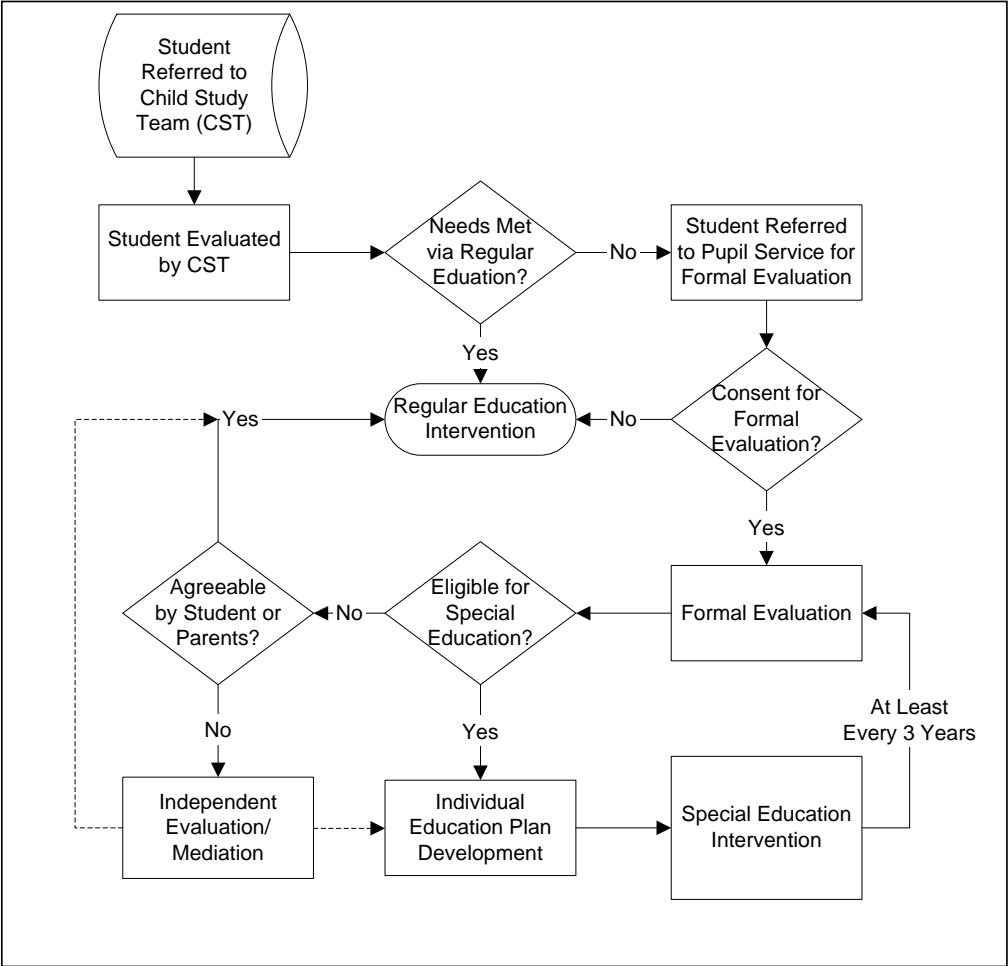 Student
Referred to
Child Study
Team (CST)
Student Evaluated
by CST
Needs Met
via Regular
Eduation?
No
Student Referred
to Pupil Service for
Formal Evaluation
Yes
Consent for
Formal
Evaluation?
No
Regular Education
Intervention
Yes
Yes
Formal Evaluation
Eligible for
Special
Education?
No
Agreeable
by Student or
Parents?
No
Yes
At Least
Every 3 Years
Independent
Evaluation/
Mediation
Individual
Education Plan
Development
Special Education
Intervention